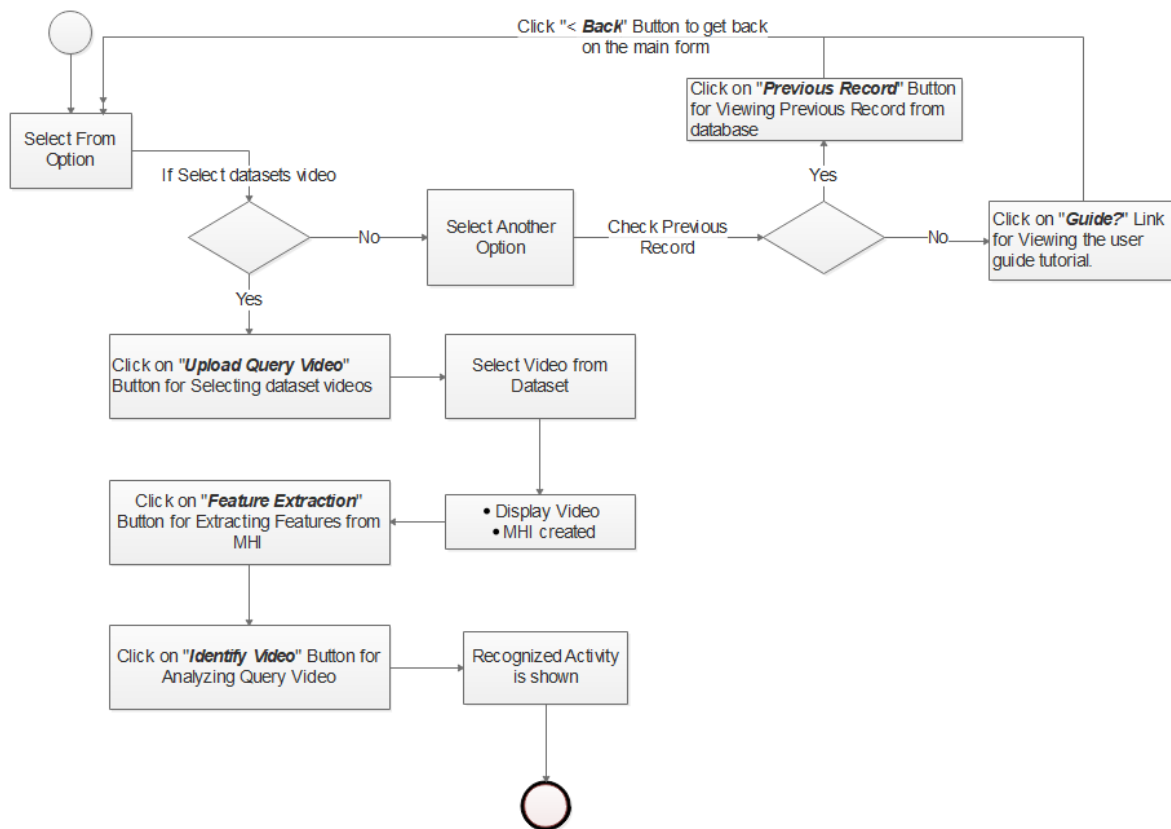 Click "< Back" Button to get back
on the main form
Click on "Previous Record" Button
for Viewing Previous Record from
database
Select From
Option
If Select datasets video
Yes
Select Another
Option
Check Previous
Record
Click on "Guide?" Link
for Viewing the user
guide tutorial.
No
No
Yes
Click on "Upload Query Video"
Button for Selecting dataset videos
Select Video from
Dataset
Click on "Feature Extraction"
Button for Extracting Features from
MHI
• Display Video
• MHI created
Click on "Identify Video" Button for
Analyzing Query Video
Recognized Activity
is shown